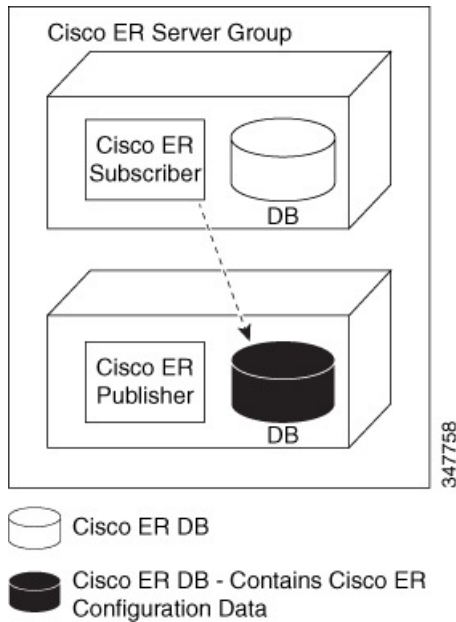 Cisco ER Server Group
Cisco ER
Subscriber
DB
Cisco ER
Publisher
DB
347758
Cisco ER DB
Cisco ER DB - Contains Cisco ER
Configuration Data